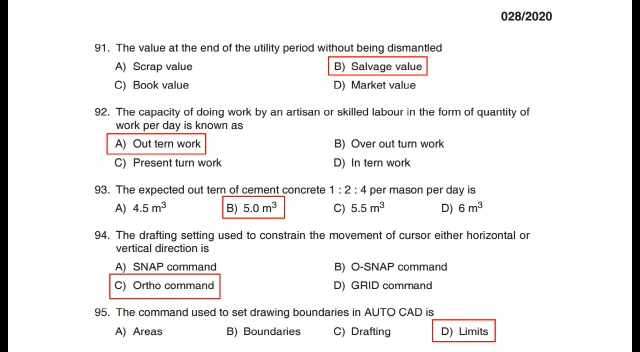 028/2020
91. The value at the end of the utility period without being dismantled
A) Scrap value B) Salvage value
C) Book value D) Market value
92. The capacity of doing work by an artisan or skilled labour in the form of quantity of
work per day is known as
A) Out tern work B) Over out turn work
C) Present turn work D) In tern work
93. The expected out tern of cement concrete 1 : 2 : 4 per mason per day is
A) 4.5 m³ B) 5.0 m³ C) 5.5 m³ D) 6 m³
94. The drafting setting used to constrain the movement of cursor either horizontal or
vertical direction is
A) SNAP command B) O-SNAP command
C) Ortho command D) GRID command
95. The command used to set drawing boundaries in AUTO CAD is
A) Areas B) Boundaries C) Drafting D) Limits